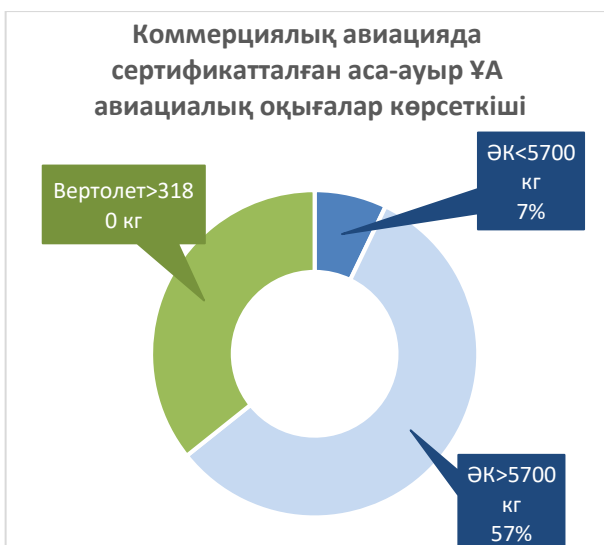 Коммерциялық авиацияда
сертификатталған аса-ауыр ҰА
авиациалық оқығалар көрсеткіші
ӘК<5700
кг
7%
Вертолет>318
0 кг
ӘК>5700
кг
57%